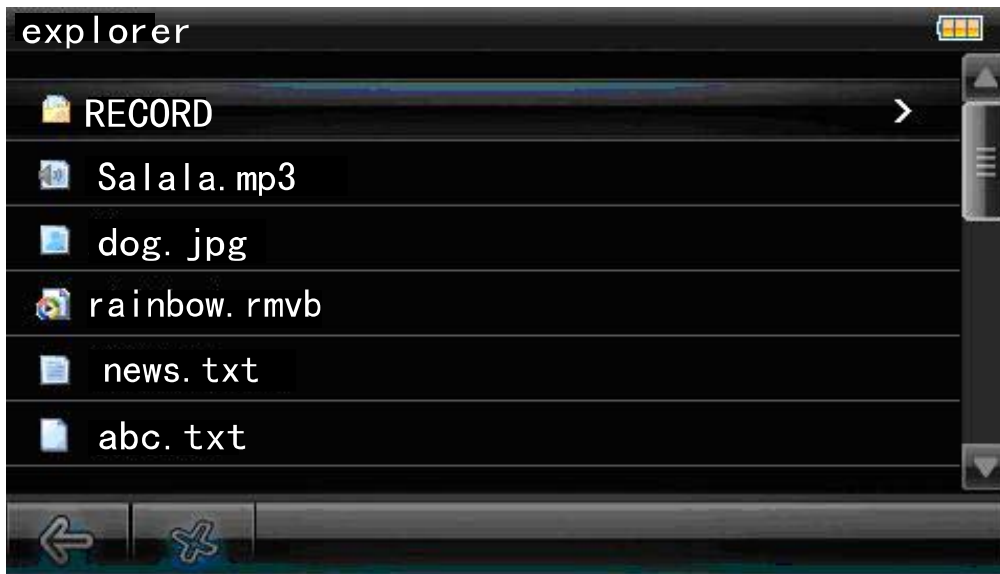 explorer
RECORD
Salala.mp3
dog.jpg
rainbow.rmvb
news.txt
abc.txt